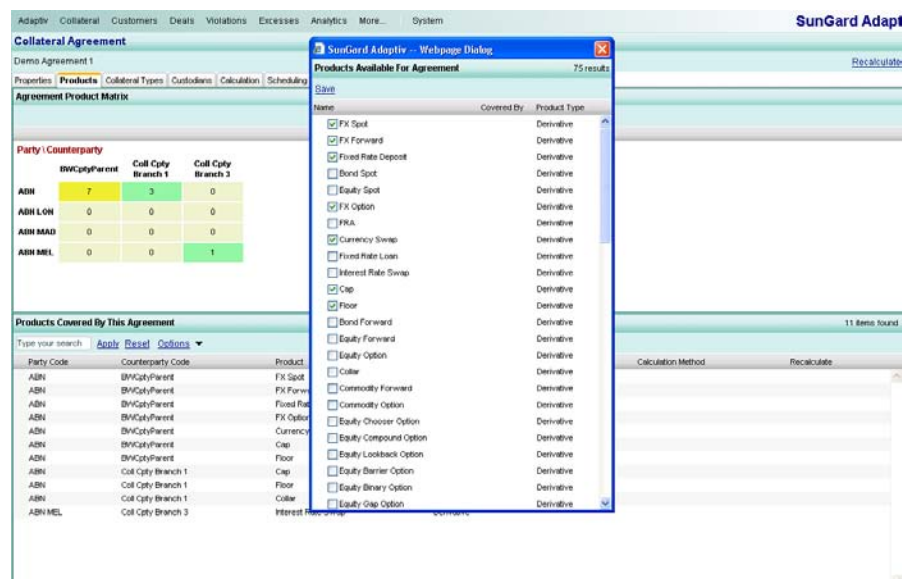 Adaptiv Collateral Customers Deals Violations Excesses Analytics More... System
SunGard Adapt
Collateral Agreement
Demo Agreement 1
Recalculate
Properties Products Collateral Types Custodians Calculation Scheduling
Agreement Product Matrix
Party \ Counterparty
BWCptyParent Coll Cpty Branch 1 Coll Cpty Branch 3
ABN 7 3 0
ABN LON 0 0 0
ABN MAD 0 0 0
ABN MEL 0 0 1
SunGard Adaptiv -- Webpage Dialog
Products Available For Agreement 75 results
Save
Name Covered By Product Type
FX Spot Derivative
FX Forward Derivative
Fixed Rate Deposit Derivative
Bond Spot Derivative
Equity Spot Derivative
FX Option Derivative
FRA Derivative
Currency Swap Derivative
Fixed Rate Loan Derivative
Interest Rate Swap Derivative
Cap Derivative
Floor Derivative
Bond Forward Derivative
Equity Forward Derivative
Equity Option Derivative
Collar Derivative
Commodity Forward Derivative
Commodity Option Derivative
Equity Chooser Option Derivative
Equity Compound Option Derivative
Equity Lookback Option Derivative
Equity Barrier Option Derivative
Equity Binary Option Derivative
Equity Gap Option Derivative
Products Covered By This Agreement 11 items found
Type your search Apply Reset Options
Party Code Counterparty Code Product Calculation Method Recalculate
ABN BWCptyParent FX Spot
ABN BWCptyParent FX Forw
ABN BWCptyParent Fixed Rat
ABN BWCptyParent FX Option
ABN BWCptyParent Currency
ABN BWCptyParent Cap
ABN BWCptyParent Floor
ABN Coll Cpty Branch 1 Cap
ABN Coll Cpty Branch 1 Floor
ABN Coll Cpty Branch 1 Collar
ABN MEL Coll Cpty Branch 3 Interest Rate Swap Derivative